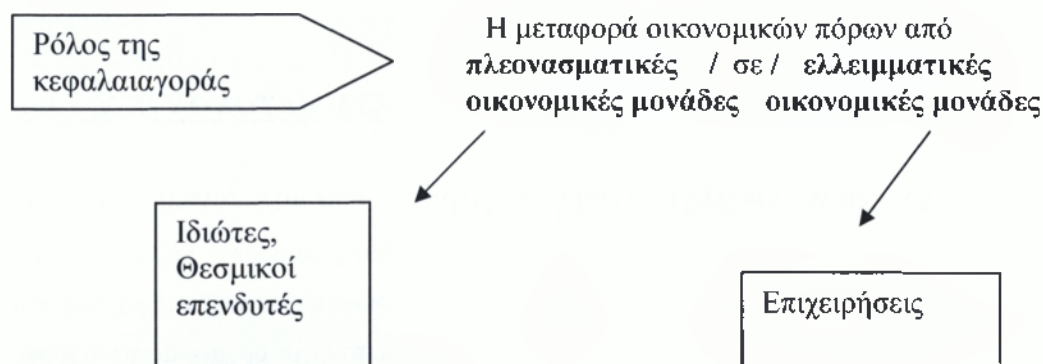 Ρόλος της
κεφαλαιαγοράς
Η μεταφορά οικονομικών πόρων από
πλεονασματικές / σε / ελλειμματικές
οικονομικές μονάδες οικονομικές μονάδες
Ιδιώτες,
Θεσμικοί
επενδυτές
Επιχειρήσεις